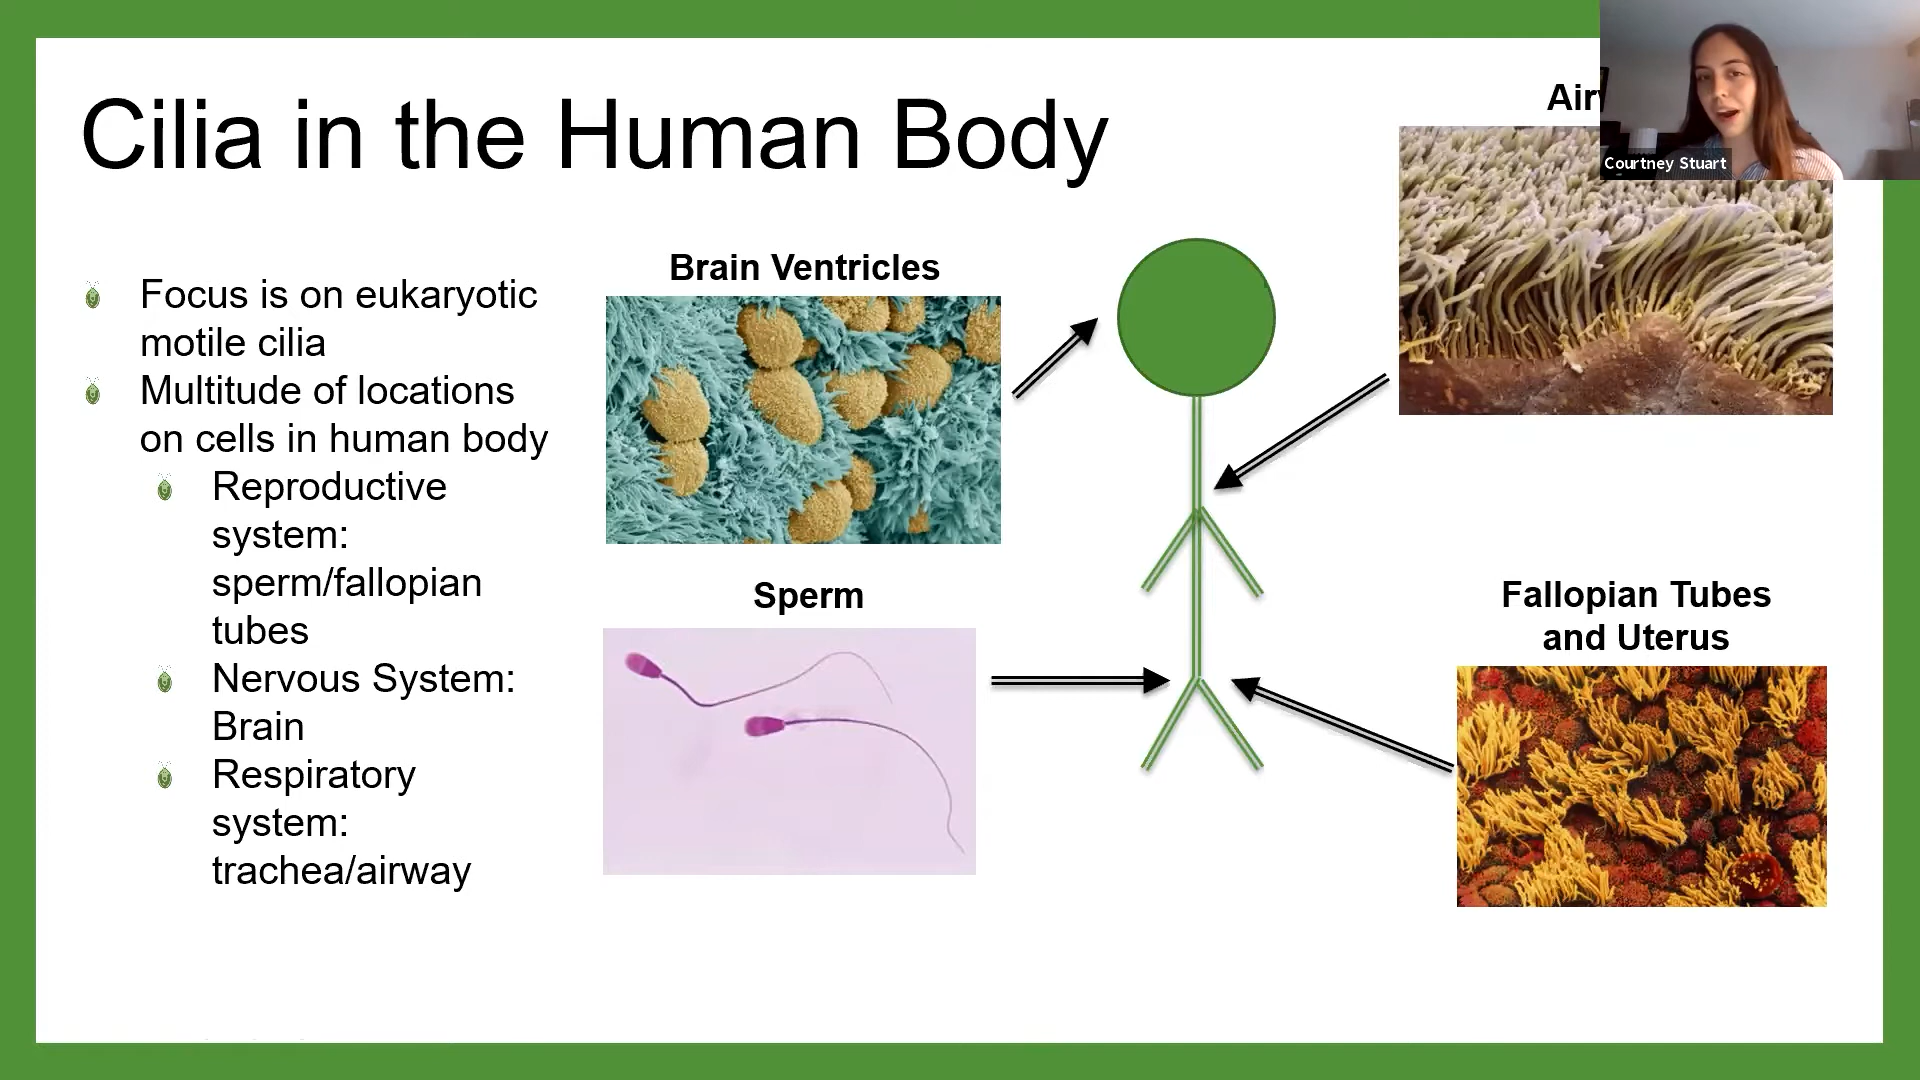 Cilia in the Human Body
Focus is on eukaryotic
motile cilia
Multitude of locations
on cells in human body
Reproductive
system:
sperm/fallopian
tubes
Nervous System:
Brain
Respiratory
system:
trachea/airway
Brain Ventricles
Sperm
Courtney Stuart
Fallopian Tubes
and Uterus